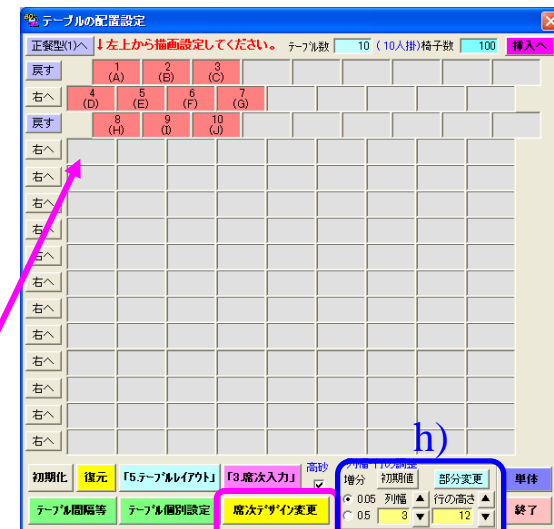 テーブルの配置設定
正餐型(1)へ ↓左上から描画設定してください。 テーブル数 10 (10人掛)椅子数 100 挿入へ
戻す 1 2 3
(A) (B) (C)
右へ 4 5 6 7
(D) (E) (F) (G)
戻す 8 9 10
(H) (I) (J)
右へ
右へ
右へ
右へ
右へ
右へ
右へ
右へ
右へ
右へ
右へ
右へ
h)
初期化 復元 「5.テーブルレイアウト」 「3.席次入力」 高砂
列幅・行の調整
増分 初期値 部分変更 単体
0.05 列幅 ▲ 行の高さ ▲
テーブル間隔等 テーブル個別設定 席次デザイン変更 0.5 3 ▼ 12 ▼ 終了